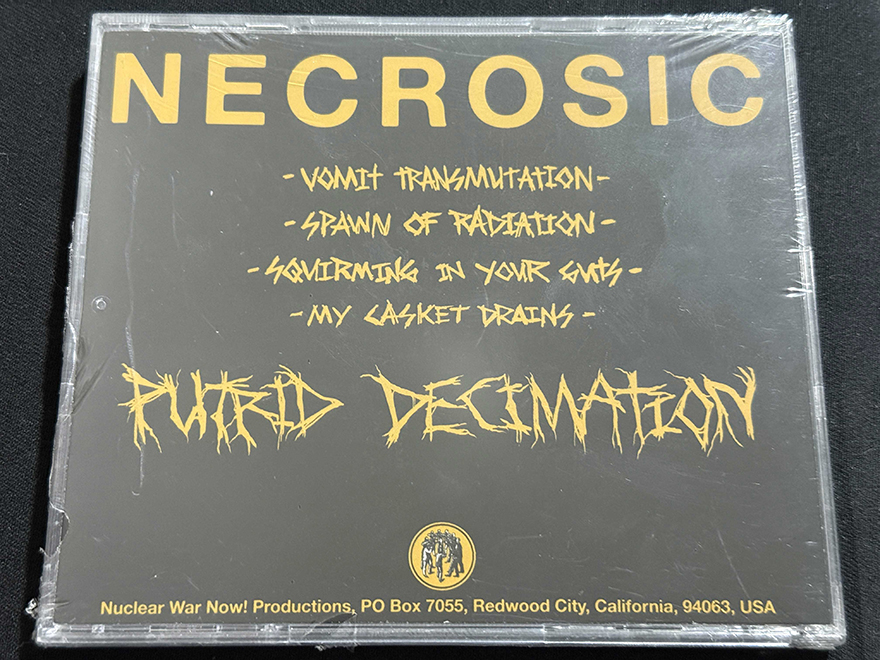 NECROSIC
- VOMIT TRANSMUTATION -
- SPAWN OF RADIATION -
- SQUIRMING IN YOUR GUTS -
- MY CASKET DRAINS -
PUTRID DECIMATION
Nuclear War Now! Productions, PO Box 7055, Redwood City, California, 94063, USA